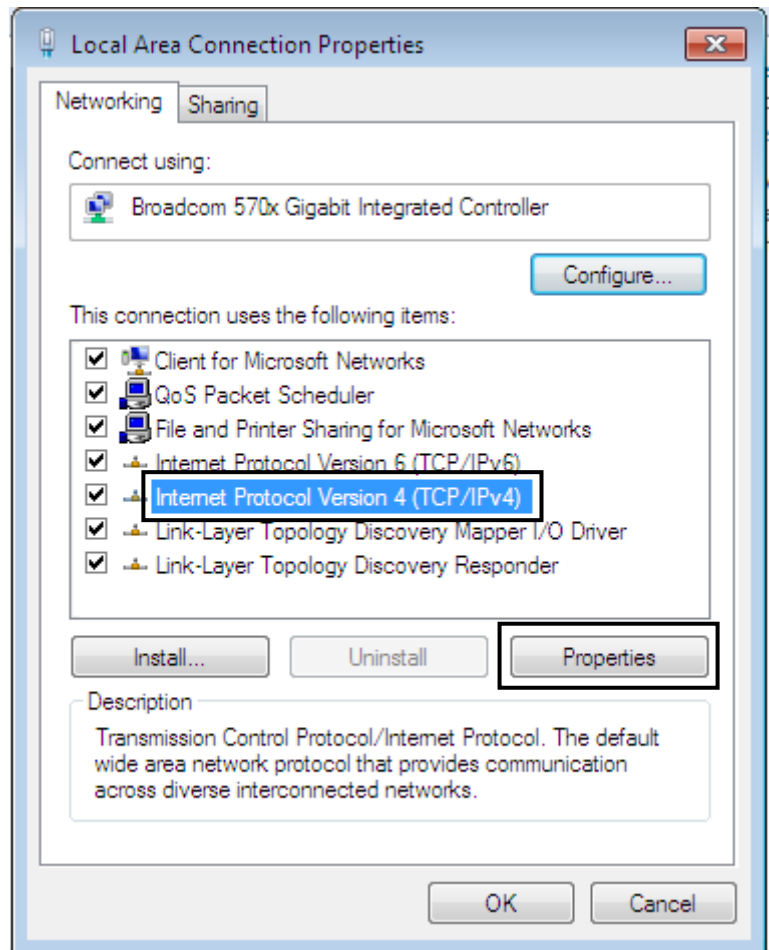 Local Area Connection Properties
Networking
Sharing
Connect using:
Broadcom 570x Gigabit Integrated Controller
Configure...
This connection uses the following items:
Client for Microsoft Networks
QoS Packet Scheduler
File and Printer Sharing for Microsoft Networks
Internet Protocol Version 6 (TCP/IPv6)
Internet Protocol Version 4 (TCP/IPv4)
Link-Layer Topology Discovery Mapper I/O Driver
Link-Layer Topology Discovery Responder
Install...
Uninstall
Properties
Description
Transmission Control Protocol/Internet Protocol. The default
wide area network protocol that provides communication
across diverse interconnected networks.
OK
Cancel